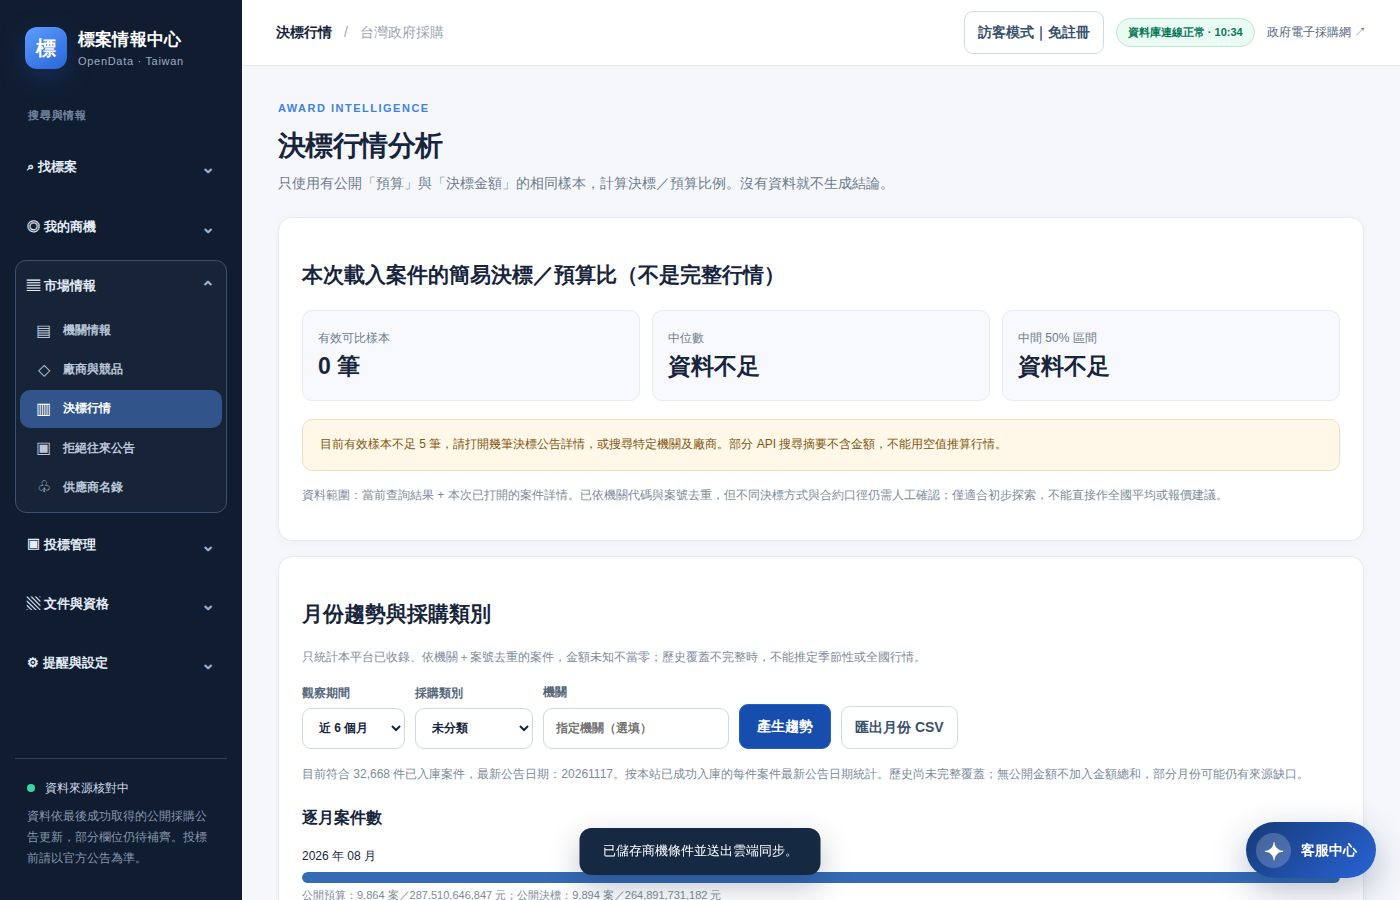 標
標案情報中心
OpenData · Taiwan
搜尋與情報
找標案
我的商機
市場情報
機關情報
廠商與競品
決標行情
拒絕往來公告
供應商名錄
投標管理
文件與資格
提醒與設定
資料來源核對中
資料依最後成功取得的公開採購公
告更新，部分欄位仍待補齊。投標
前請以官方公告為準。
決標行情 / 台灣政府採購
訪客模式｜免註冊
資料庫連線正常 · 10:34
政府電子採購網 ↗
AWARD INTELLIGENCE
決標行情分析
只使用有公開「預算」與「決標金額」的相同樣本，計算決標／預算比例。沒有資料就不生成結論。
本次載入案件的簡易決標／預算比（不是完整行情）
有效可比樣本
0 筆
中位數
資料不足
中間 50% 區間
資料不足
目前有效樣本不足 5 筆，請打開幾筆決標公告詳情，或搜尋特定機關及廠商。部分 API 搜尋摘要不含金額，不能用空值推算行情。
資料範圍：當前查詢結果 + 本次已打開的案件詳情。已依機關代碼與案號去重，但不同決標方式與合約口徑仍需人工確認；僅適合初步探索，不能直接作全國平均或報價建議。
月份趨勢與採購類別
只統計本平台已收錄、依機關＋案號去重的案件，金額未知不當零；歷史覆蓋不完整時，不能推定季節性或全國行情。
觀察期間
近 6 個月
採購類別
未分類
機關
指定機關（選填）
產生趨勢
匯出月份 CSV
目前符合 32,668 件已入庫案件，最新公告日期：20261117。按本站已成功入庫的每件案件最新公告日期統計。歷史尚未完整覆蓋；無公開金額不加入金額總和，部分月份可能仍有來源缺口。
逐月案件數
2026 年 08 月
公開預算：9,864 案／287,510,646,847 元；公開決標：9,894 案／264,891,731,182 元
已儲存商機條件並送出雲端同步。
客服中心